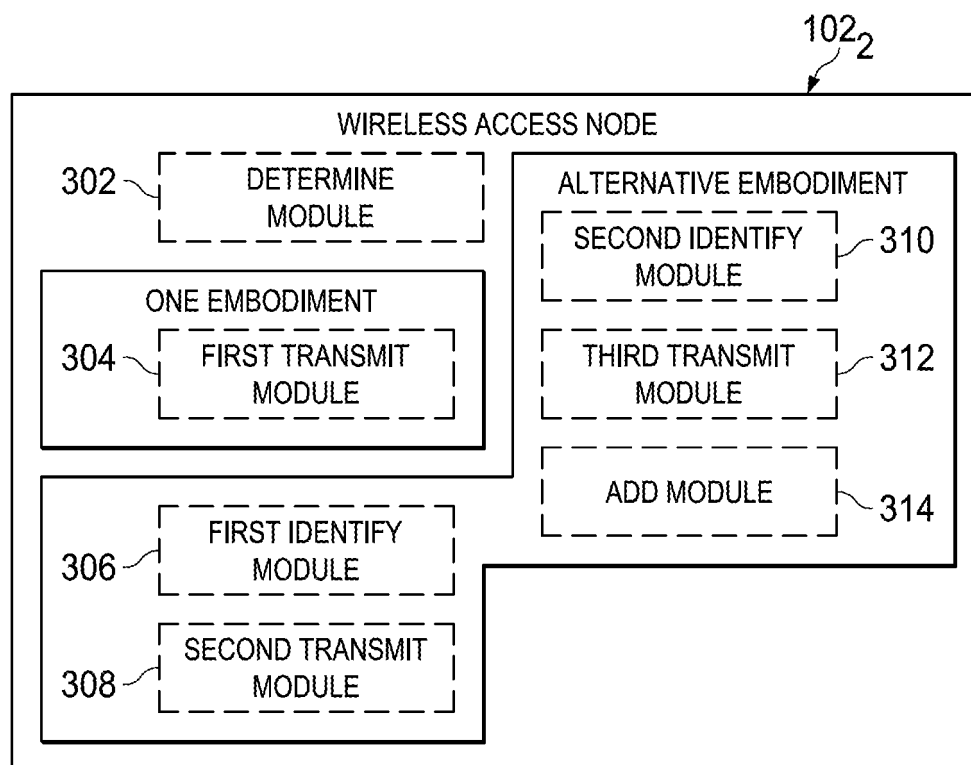 102₂
WIRELESS ACCESS NODE
302
DETERMINE
MODULE
ONE EMBODIMENT
304
FIRST TRANSMIT
MODULE
ALTERNATIVE EMBODIMENT
SECOND IDENTIFY
MODULE
310
THIRD TRANSMIT
MODULE
312
ADD MODULE
314
306
FIRST IDENTIFY
MODULE
308
SECOND TRANSMIT
MODULE